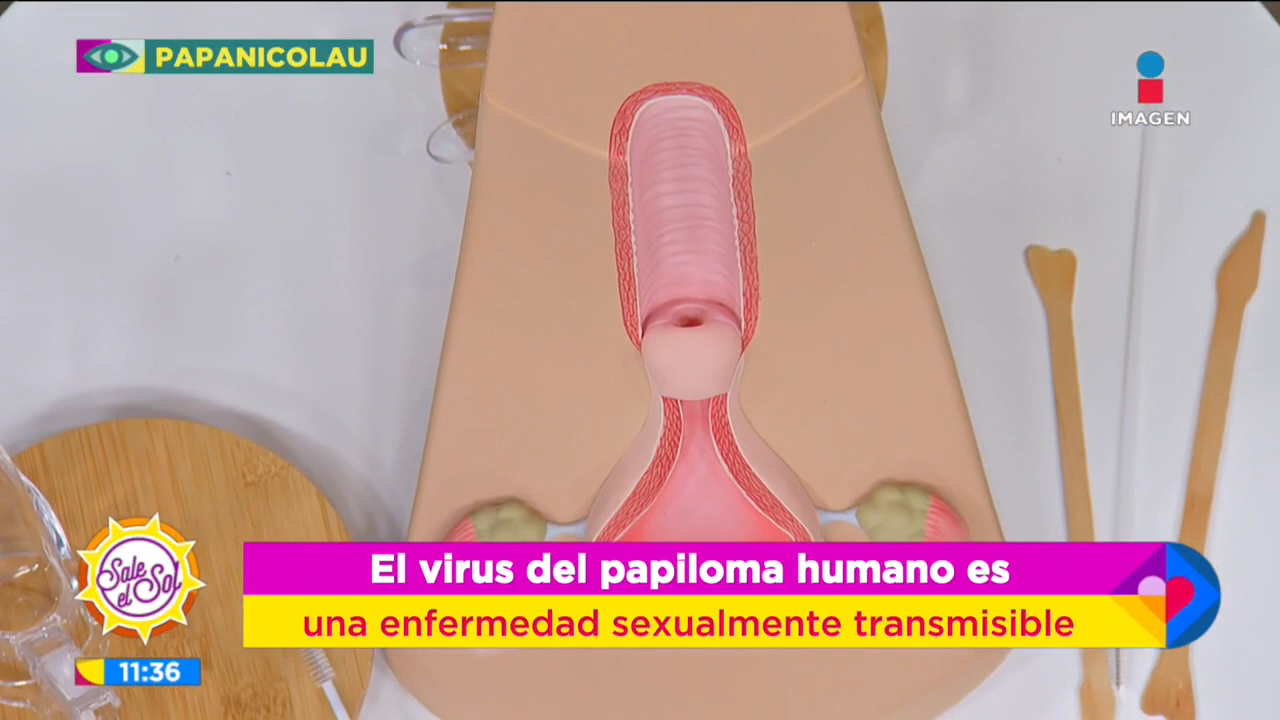 PAPANICOLAU
IMAGEN
El virus del papiloma humano es
una enfermedad sexualmente transmisible
Sale
el Sol
11:36